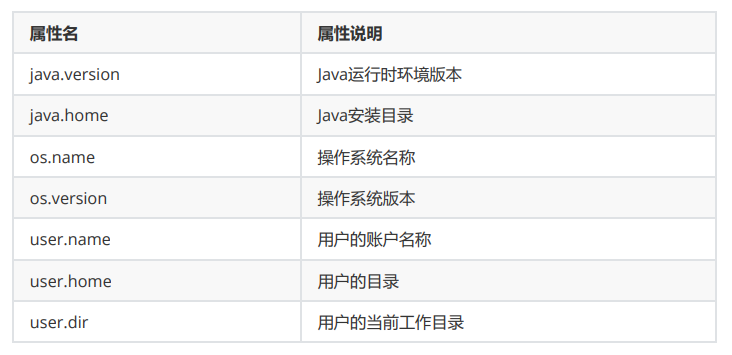 属性名 属性说明
java.version Java运行时环境版本
java.home Java安装目录
os.name 操作系统名称
os.version 操作系统版本
user.name 用户的账户名称
user.home 用户的目录
user.dir 用户的当前工作目录